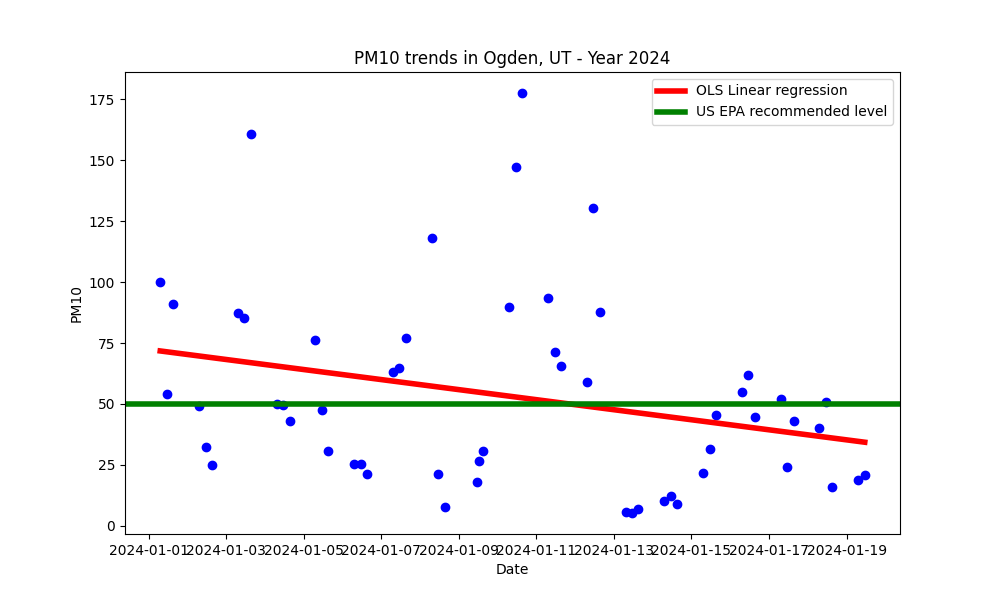 PM10 trends in Ogden, UT - Year 2024
OLS Linear regression
US EPA recommended level
175
150
125
100
75
50
25
0
PM10
2024-01-01 2024-01-03 2024-01-05 2024-01-07 2024-01-09 2024-01-11 2024-01-13 2024-01-15 2024-01-17 2024-01-19
Date